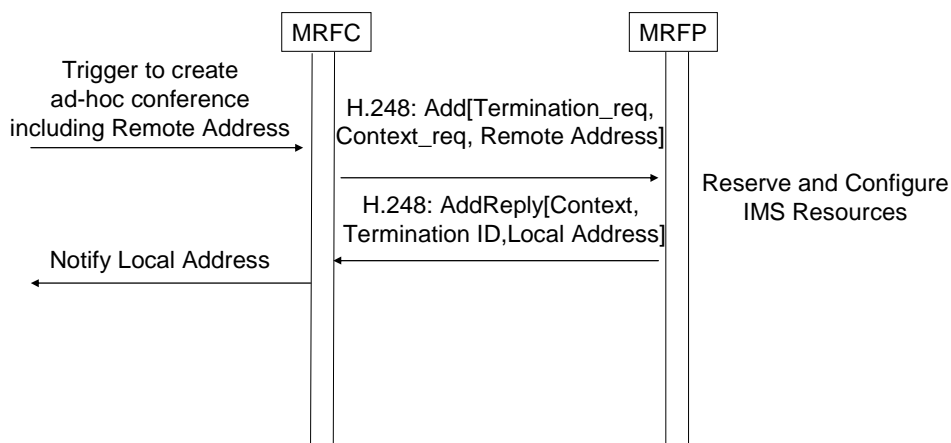 MRFC
MRFP
Trigger to create
ad-hoc conference
including Remote Address
H.248: Add[Termination_req,
Context_req, Remote Address]
Reserve and Configure
IMS Resources
H.248: AddReply[Context,
Termination ID,Local Address]
Notify Local Address